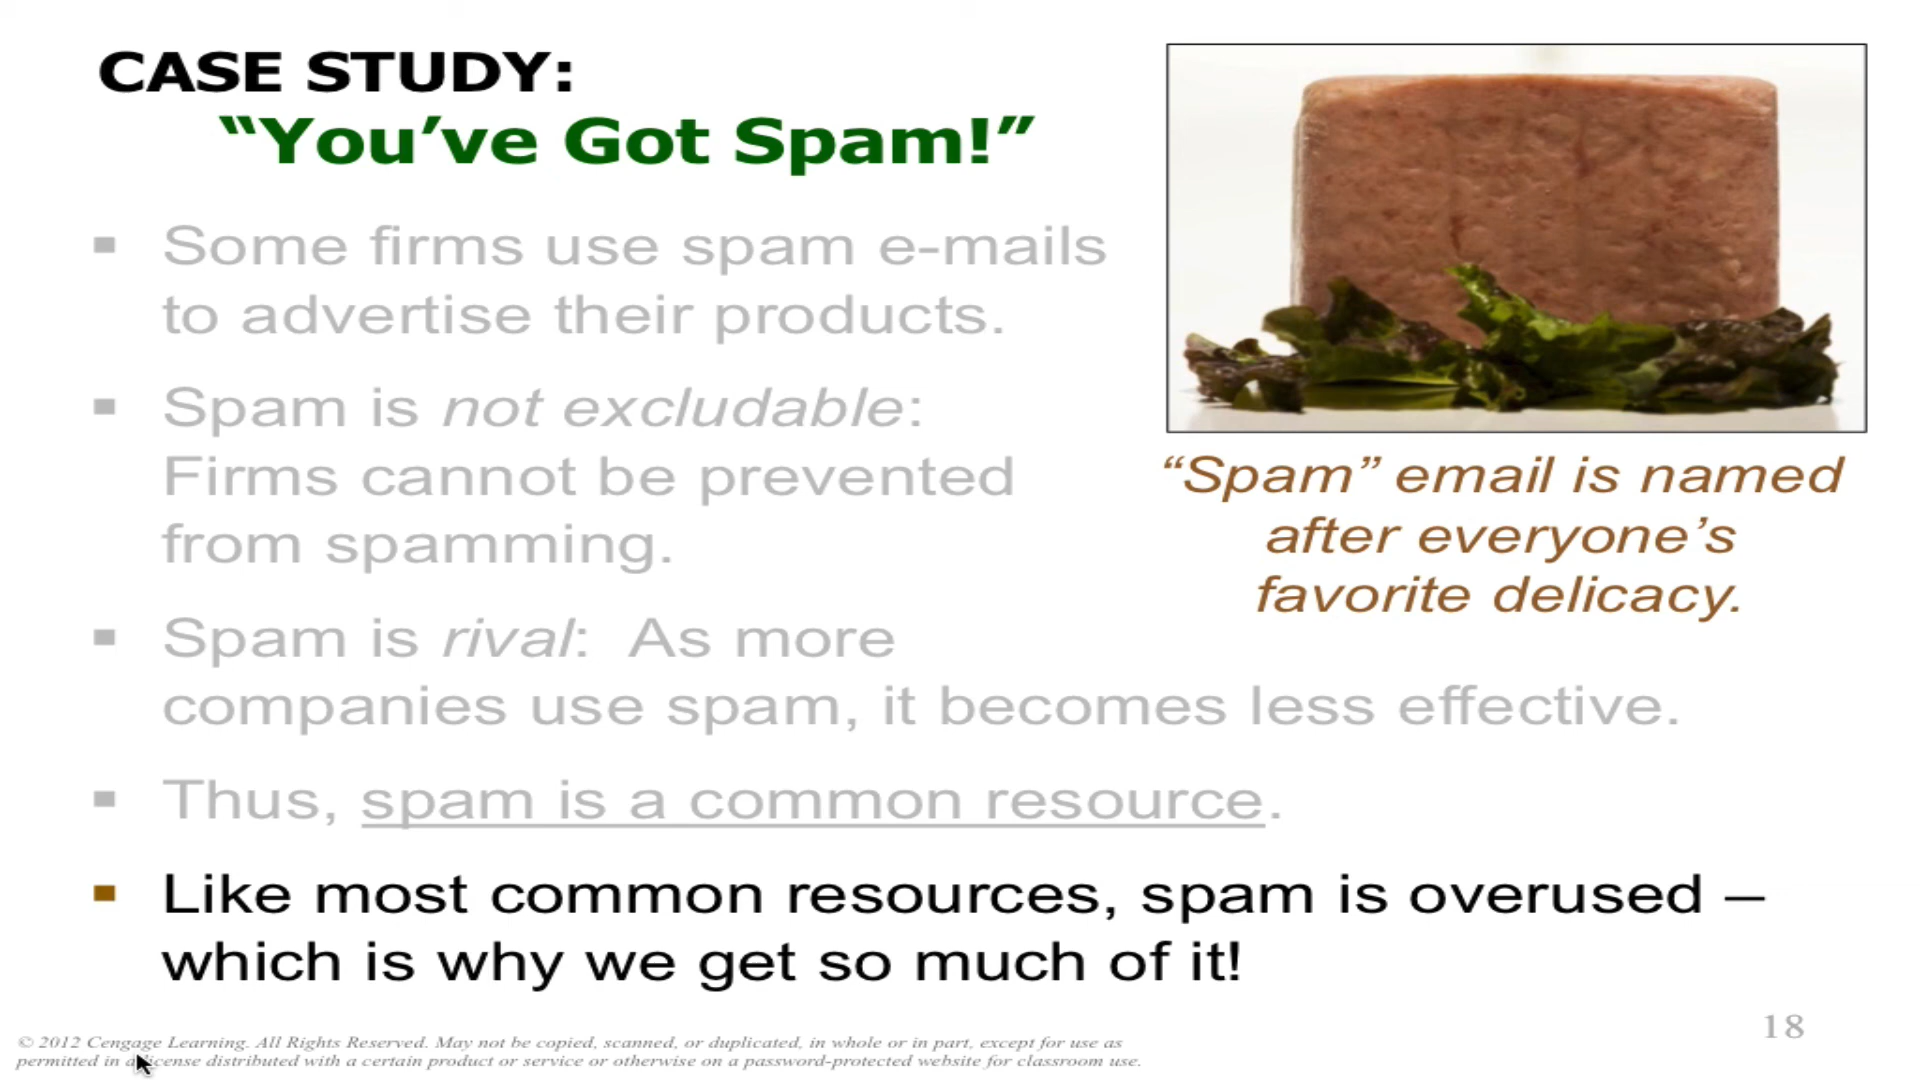 CASE STUDY:
“You’ve Got Spam!”
▪ Some firms use spam e-mails
to advertise their products.
▪ Spam is not excludable:
Firms cannot be prevented
from spamming.
▪ Spam is rival:  As more
companies use spam, it becomes less effective.
▪ Thus, spam is a common resource.
▪ Like most common resources, spam is overused –
which is why we get so much of it!
“Spam” email is named
after everyone’s
favorite delicacy.
© 2012 Cengage Learning. All Rights Reserved. May not be copied, scanned, or duplicated, in whole or in part, except for use as
permitted in a license distributed with a certain product or service or otherwise on a password-protected website for classroom use.
18